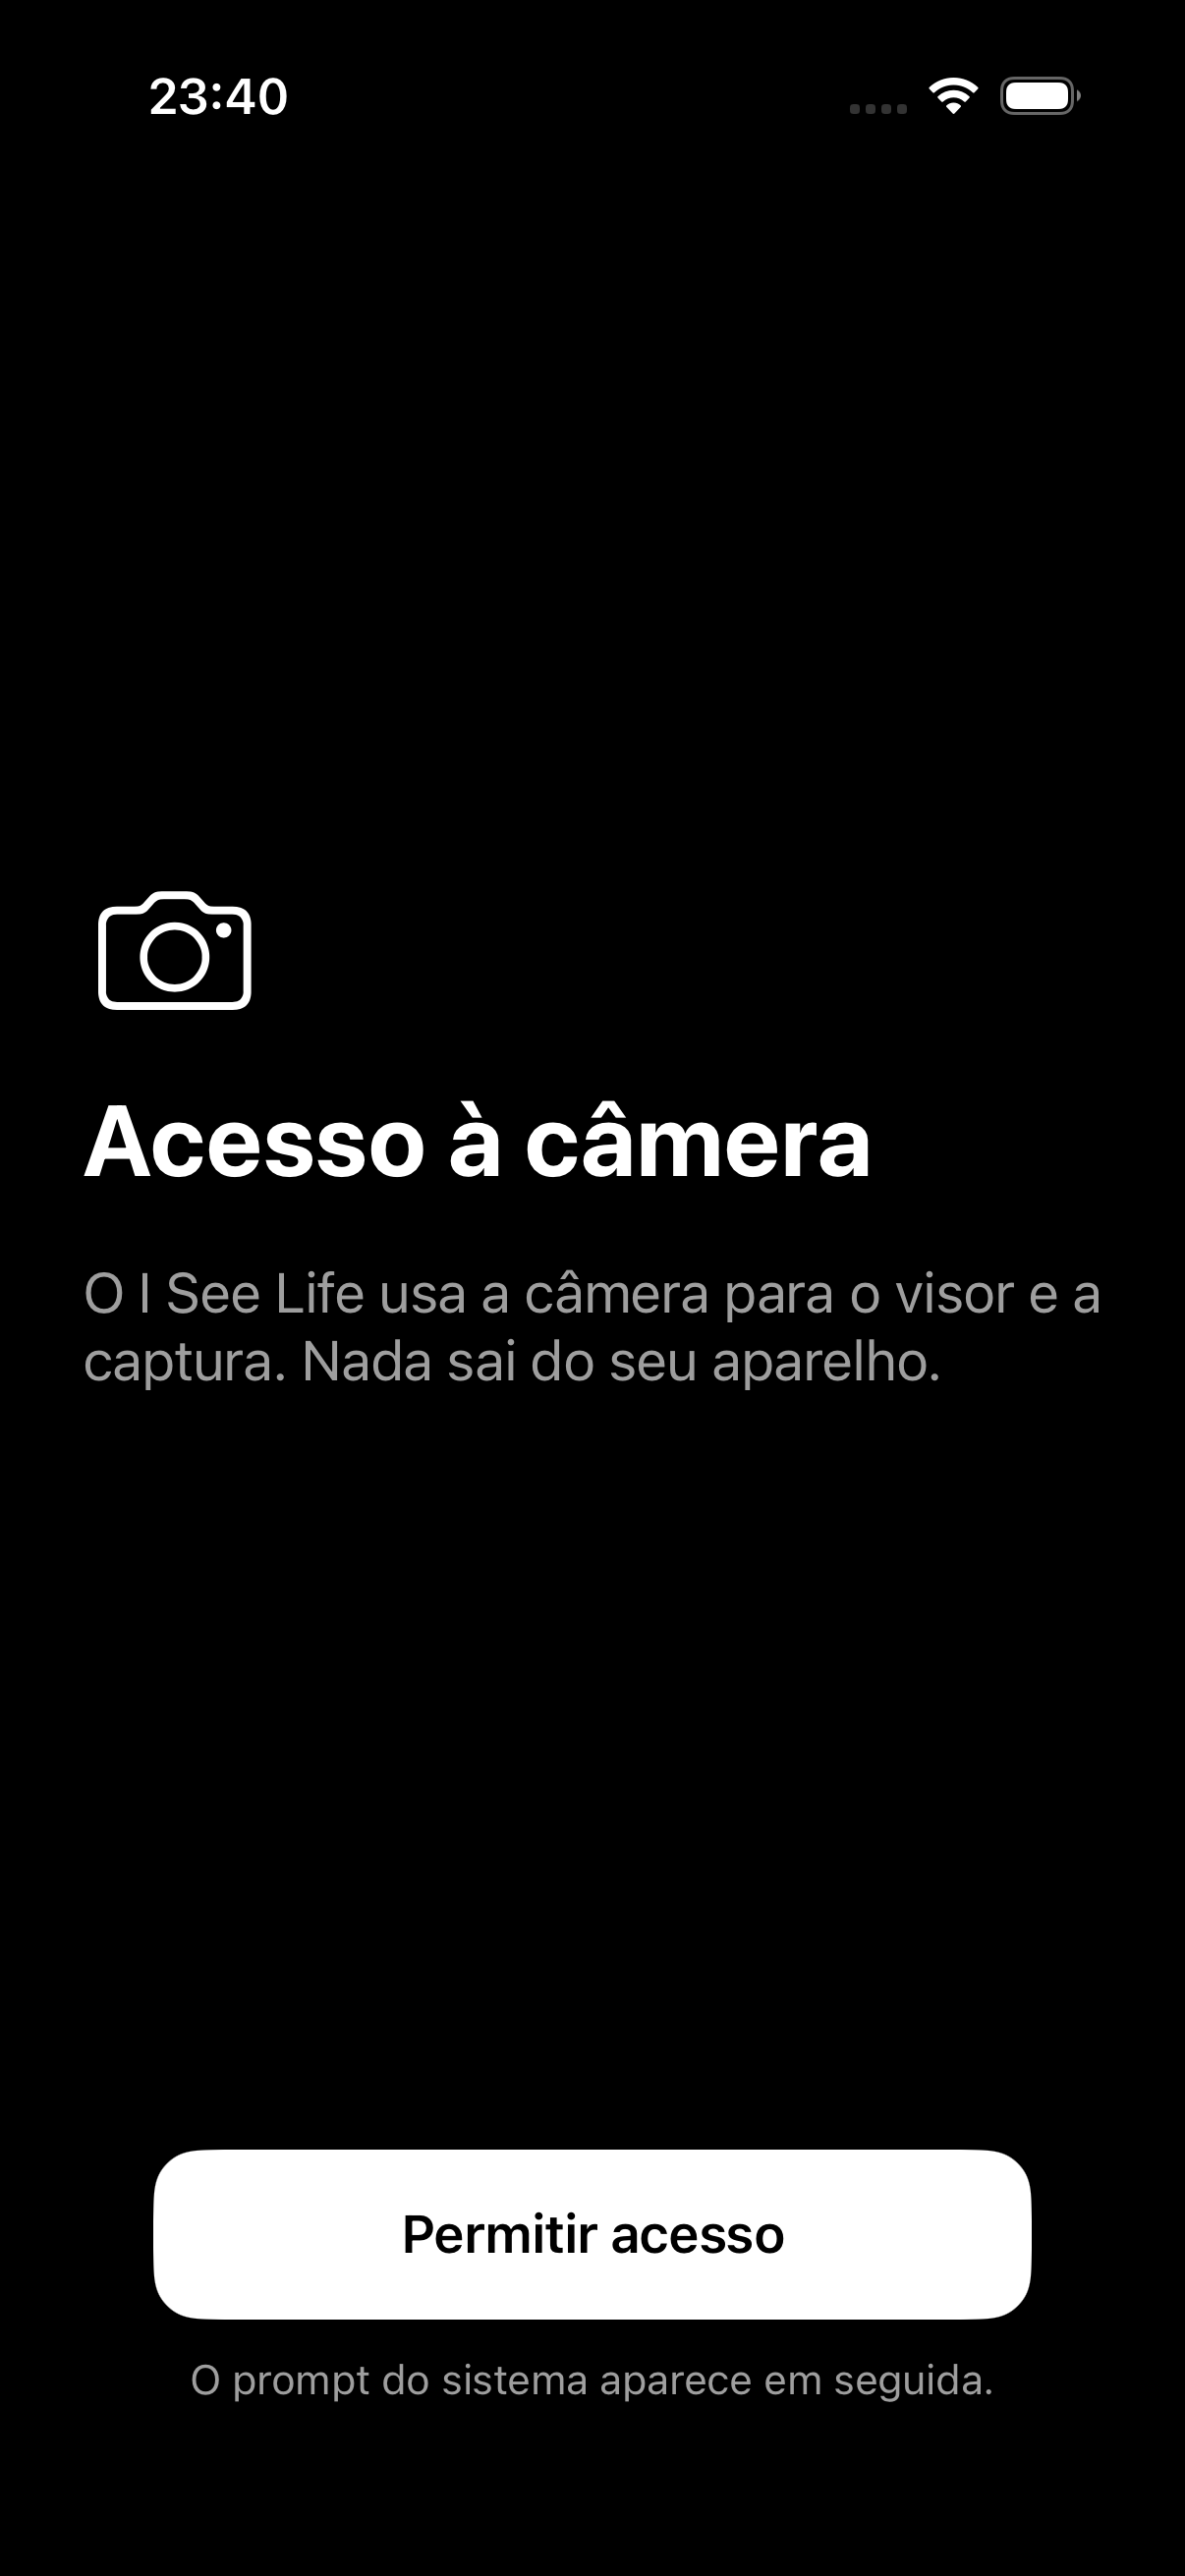 23:40
Acesso à câmera
O I See Life usa a câmera para o visor e a
captura. Nada sai do seu aparelho.
Permitir acesso
O prompt do sistema aparece em seguida.